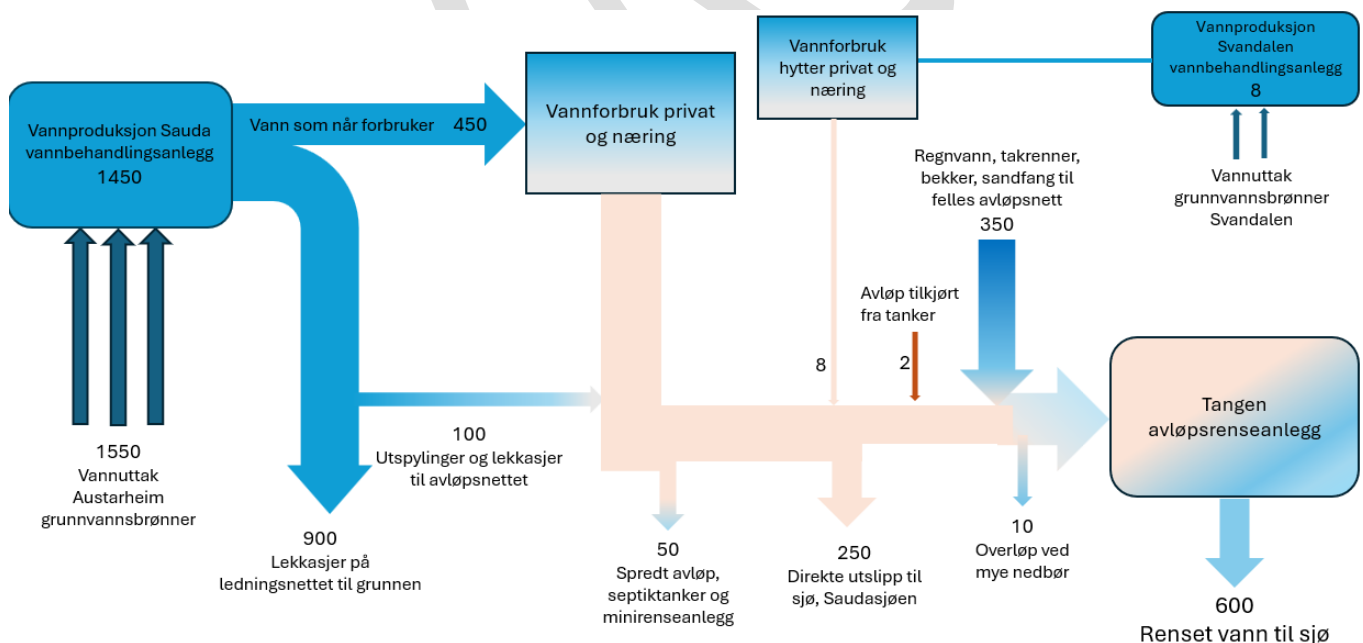 Vannproduksjon Sauda
vannbehandlingsanlegg
1450
Vann som når forbruker 450
Vannforbruk privat
og næring
Vannforbruk
hytter privat og
næring
Vannproduksjon
Svandalen
vannbehandlingsanlegg
8
Regnvann, takrenner,
bekker, sandfang til
felles avløpsnett
350
Vannuttak
grunnvannsbrønner
Svandalen
Avløp tilkjørt
fra tanker
8
2
Tangen
avløpsrenseanlegg
1550
Vannuttak
Austarheim
grunnvannsbrønner
100
Utspylinger og lekkasjer
til avløpsnettet
900
Lekkasjer på
ledningsnettet til grunnen
50
Spredt avløp,
septiktanker og
minirenseanlegg
250
Direkte utslipp til
sjø, Saudasjøen
10
Overløp ved
mye nedbør
600
Renset vann til sjø